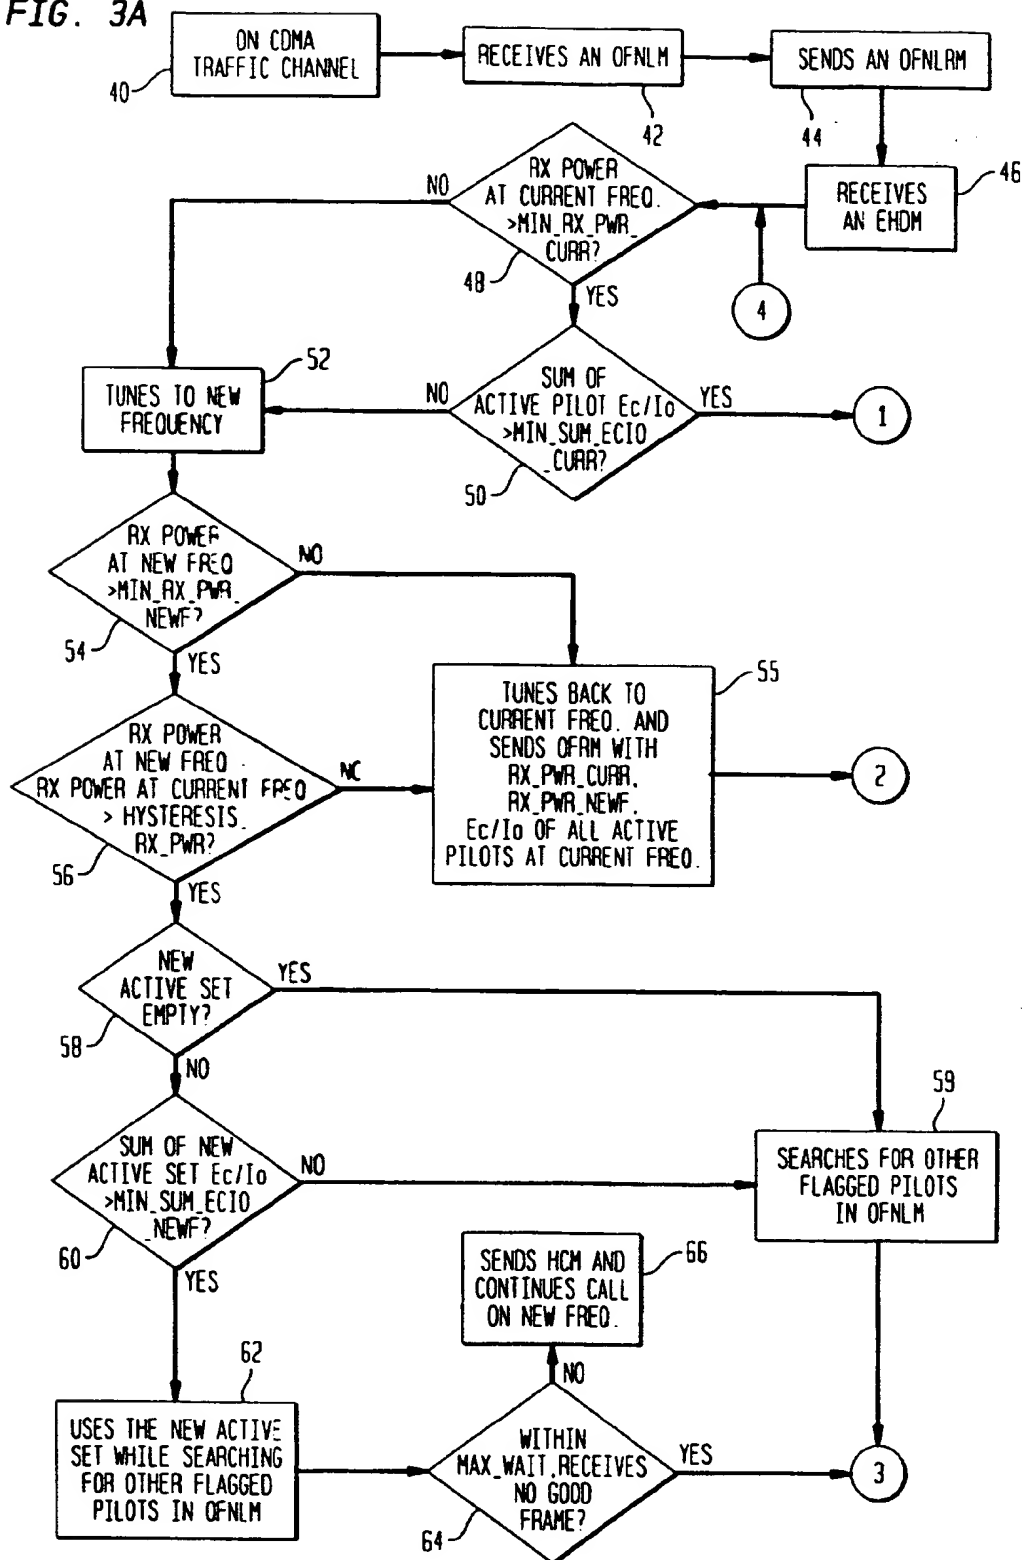 FIG. 3A
ON CDMA
TRAFFIC CHANNEL
40
RECEIVES AN OFNLM
42
SENDS AN OFNLRM
44
RECEIVES
AN EHDM
46
RX POWER
AT CURRENT FREQ.
>MIN_RX_PWR_
CURR?
48
NO
YES
4
SUM OF
ACTIVE PILOT Ec/Io
>MIN_SUM_ECIO
_CURR?
50
NO
YES
1
TUNES TO NEW
FREQUENCY
52
RX POWER
AT NEW FREQ
>MIN_RX_PWR_
NEWF?
54
NO
YES
TUNES BACK TO
CURRENT FREQ. AND
SENDS OFRM WITH
RX_PWR_CURR,
RX_PWR_NEWF,
Ec/Io OF ALL ACTIVE
PILOTS AT CURRENT FREQ.
55
2
RX POWER
AT NEW FREQ -
RX POWER AT CURRENT FREQ
> HYSTERESIS_
RX_PWR?
56
NO
YES
NEW
ACTIVE SET
EMPTY?
58
YES
NO
SUM OF NEW
ACTIVE SET Ec/Io
>MIN_SUM_ECIO
_NEWF?
60
NO
YES
SEARCHES FOR OTHER
FLAGGED PILOTS
IN OFNLM
59
SENDS HCM AND
CONTINUES CALL
ON NEW FREQ.
66
USES THE NEW ACTIVE
SET WHILE SEARCHING
FOR OTHER FLAGGED
PILOTS IN OFNLM
62
WITHIN
MAX_WAIT,RECEIVES
NO GOOD
FRAME?
64
NO
YES
3